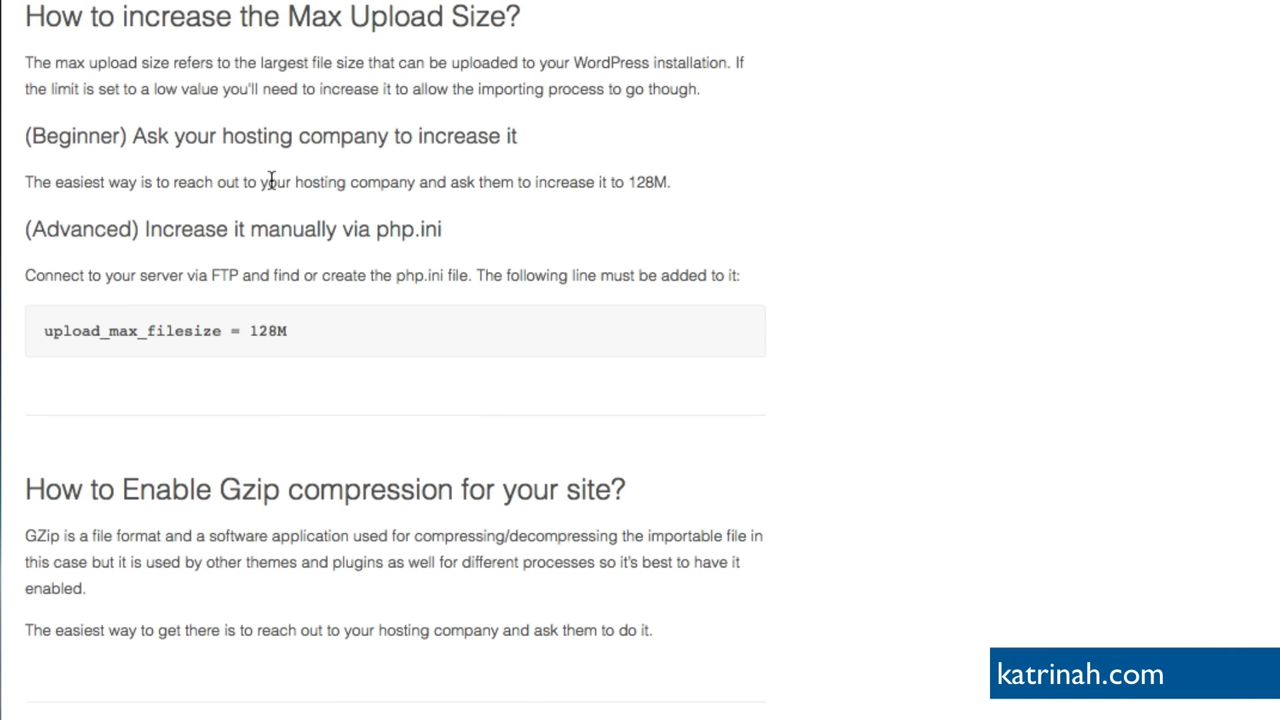 How to increase the Max Upload Size?
The max upload size refers to the largest file size that can be uploaded to your WordPress installation. If
the limit is set to a low value you'll need to increase it to allow the importing process to go though.
(Beginner) Ask your hosting company to increase it
The easiest way is to reach out to your hosting company and ask them to increase it to 128M.
(Advanced) Increase it manually via php.ini
Connect to your server via FTP and find or create the php.ini file. The following line must be added to it:
upload_max_filesize = 128M
How to Enable Gzip compression for your site?
GZip is a file format and a software application used for compressing/decompressing the importable file in
this case but it is used by other themes and plugins as well for different processes so it's best to have it
enabled.
The easiest way to get there is to reach out to your hosting company and ask them to do it.
katrinah.com